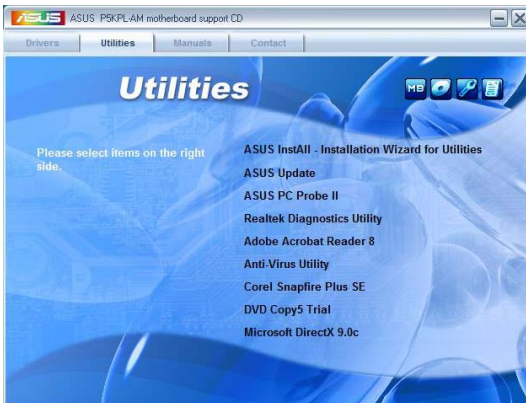 ASUS P5KPL-AM motherboard support CD
Drivers Utilities Manuals Contact
Utilities
MB
Please select items on the right side.
ASUS InstAll - Installation Wizard for Utilities
ASUS Update
ASUS PC Probe II
Realtek Diagnostics Utility
Adobe Acrobat Reader 8
Anti-Virus Utility
Corel Snapfire Plus SE
DVD Copy5 Trial
Microsoft DirectX 9.0c